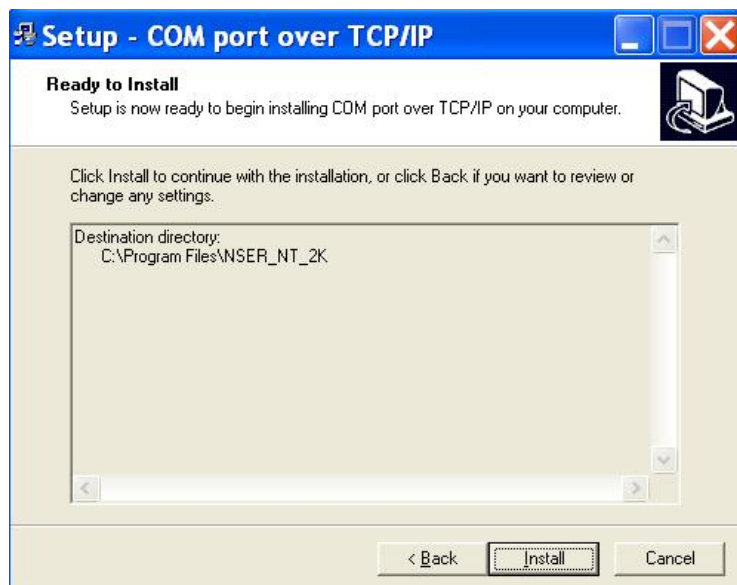 Setup - COM port over TCP/IP
Ready to Install
Setup is now ready to begin installing COM port over TCP/IP on your computer.
Click Install to continue with the installation, or click Back if you want to review or
change any settings.
Destination directory:
C:\Program Files\NSER_NT_2K
< Back
Install
Cancel